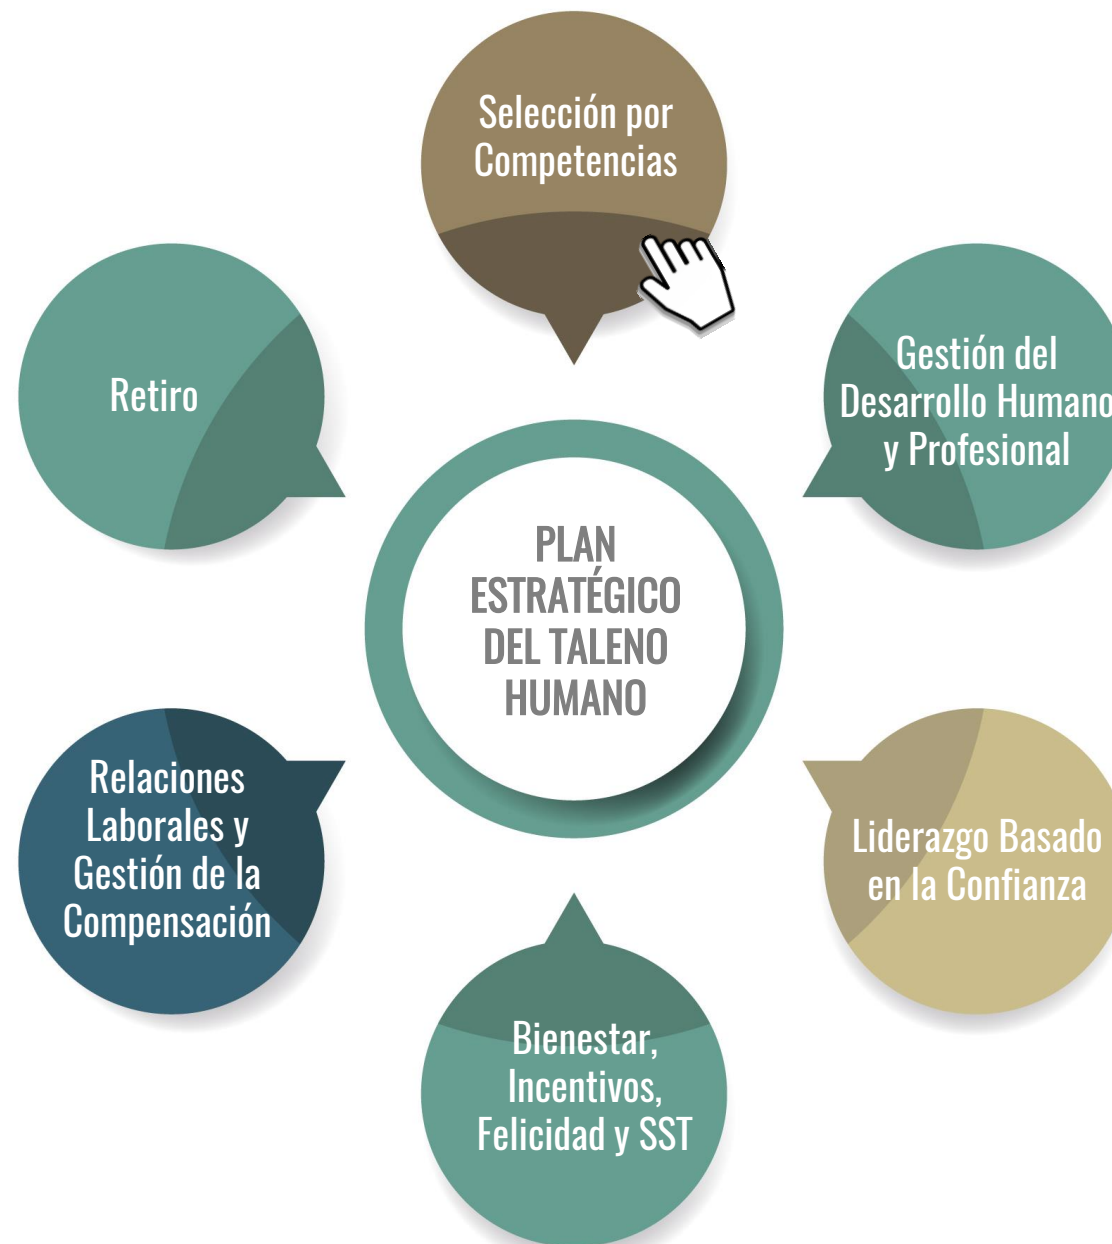 Selección por
Competencias
Gestión del
Desarrollo Humano
y Profesional
Retiro
PLAN
ESTRATÉGICO
DEL TALENO
HUMANO
Relaciones
Laborales y
Gestión de la
Compensación
Liderazgo Basado
en la Confianza
Bienestar,
Incentivos,
Felicidad y SST